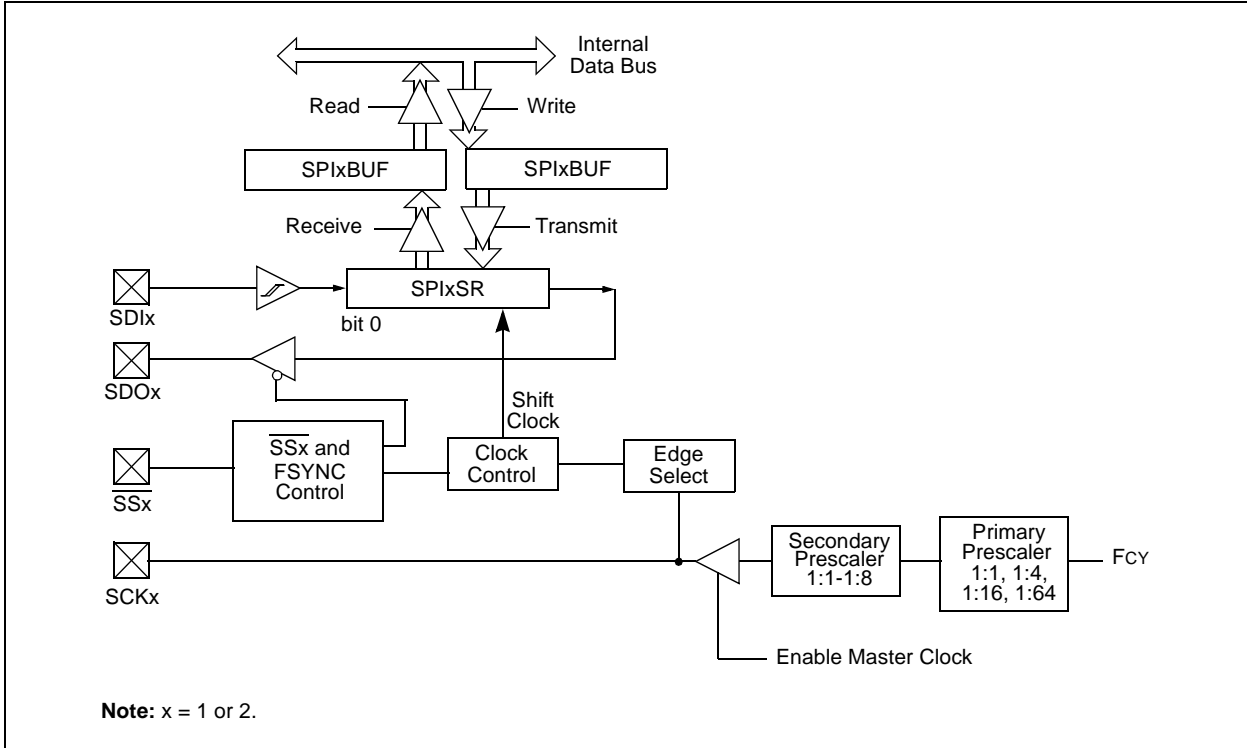 Internal
Data Bus
Read
Write
SPIxBUF
SPIxBUF
Receive
Transmit
SPIxSR
SDIx
bit 0
SDOx
Shift
Clock
SSx and
FSYNC
Control
Clock
Control
Edge
Select
SSx
Secondary
Prescaler
1:1-1:8
Primary
Prescaler
1:1, 1:4,
1:16, 1:64
FCY
SCKx
Enable Master Clock
Note: x = 1 or 2.